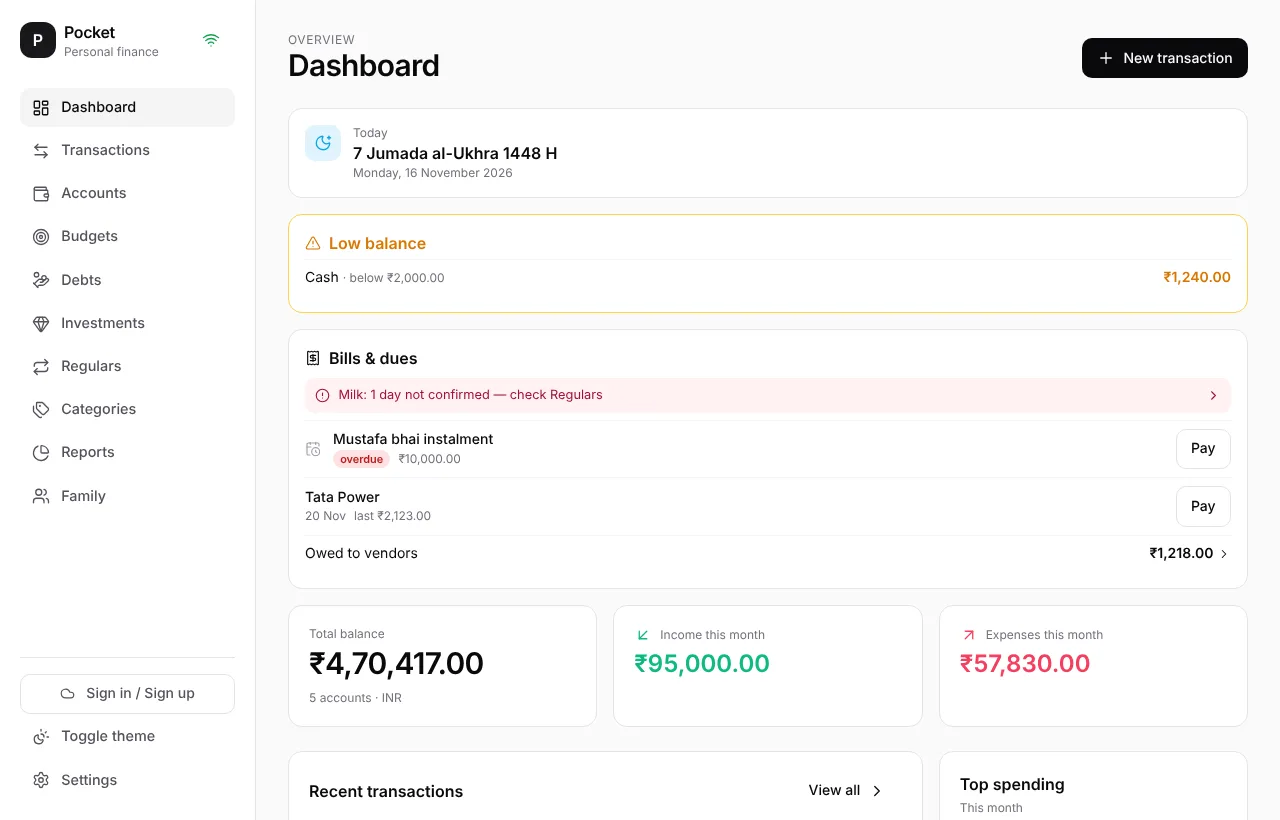 P
Pocket
Personal finance
Dashboard
Transactions
Accounts
Budgets
Debts
Investments
Regulars
Categories
Reports
Family
Sign in / Sign up
Toggle theme
Settings
OVERVIEW
Dashboard
New transaction
Today
7 Jumada al-Ukhra 1448 H
Monday, 16 November 2026
Low balance
Cash · below ₹2,000.00
₹1,240.00
Bills & dues
Milk: 1 day not confirmed — check Regulars
Mustafa bhai instalment
overdue ₹10,000.00
Pay
Tata Power
20 Nov last ₹2,123.00
Pay
Owed to vendors
₹1,218.00
Total balance
₹4,70,417.00
5 accounts · INR
Income this month
₹95,000.00
Expenses this month
₹57,830.00
Recent transactions
View all
Top spending
This month